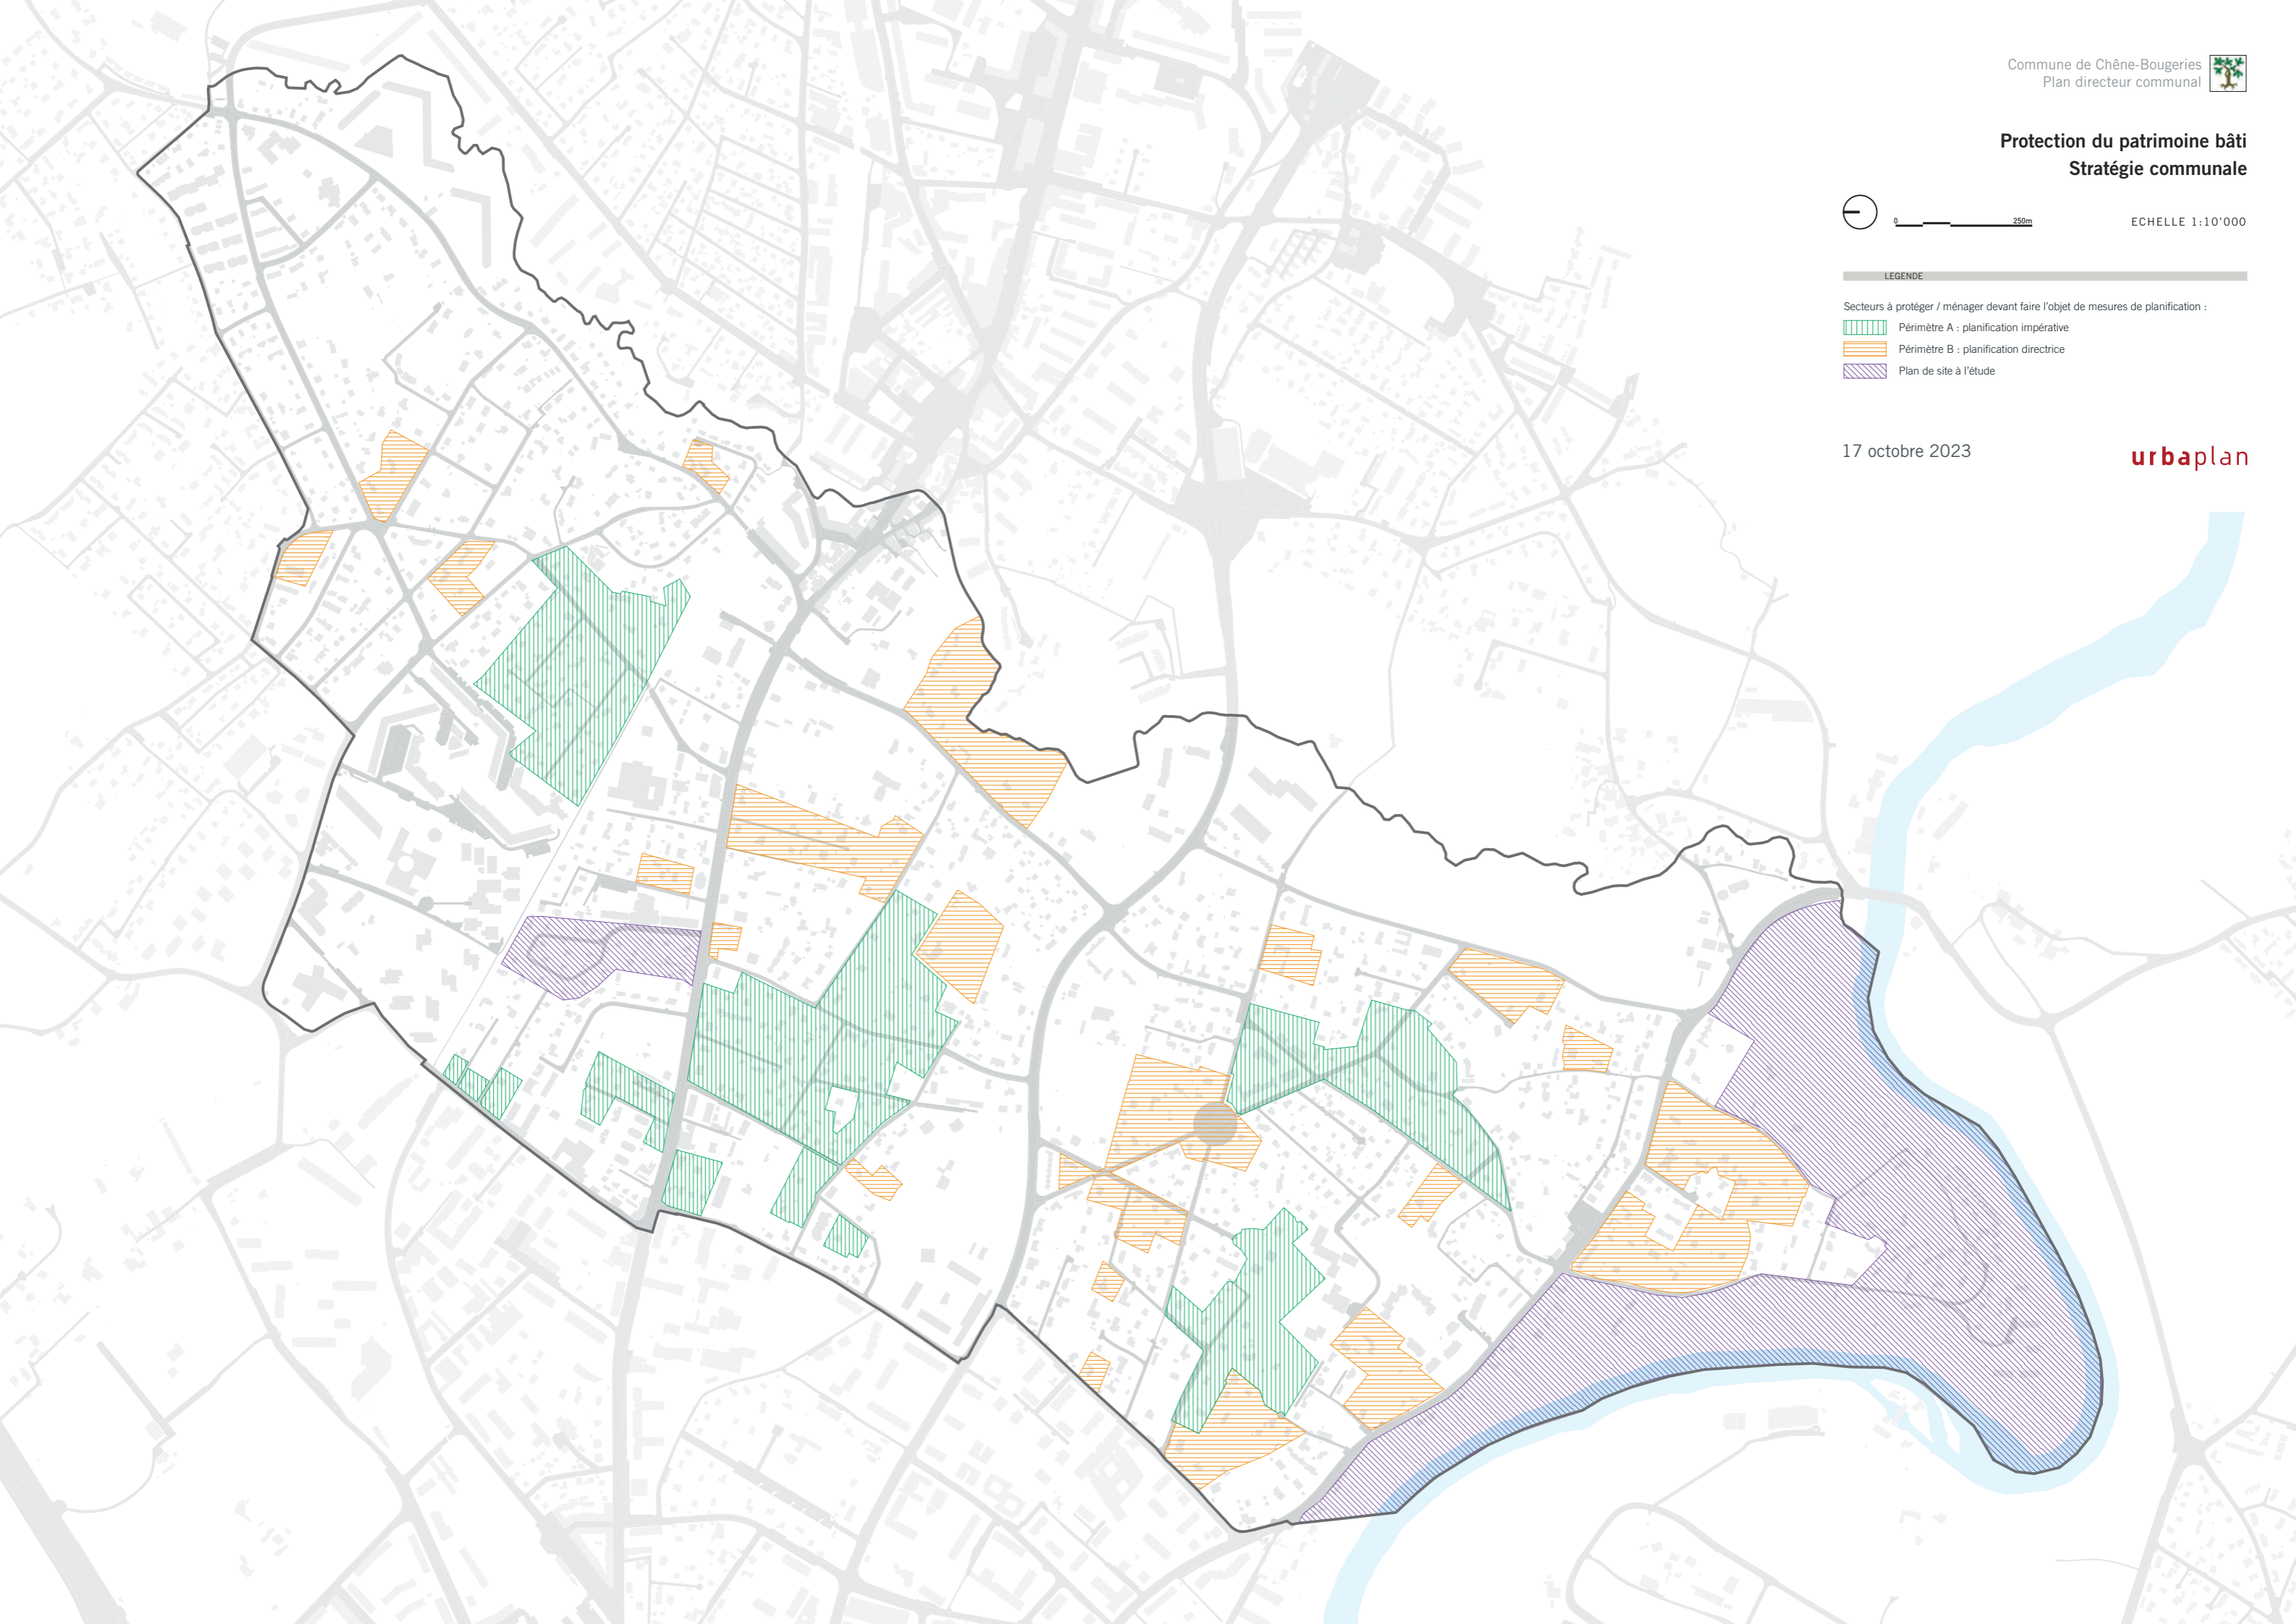 Commune de Chêne-Bougeries
Plan directeur communal
Protection du patrimoine bâti
Stratégie communale
0 250m
ECHELLE 1:10'000
LEGENDE
Secteurs à protéger / ménager devant faire l'objet de mesures de planification :
Périmètre A : planification impérative
Périmètre B : planification directrice
Plan de site à l'étude
17 octobre 2023
urbaplan